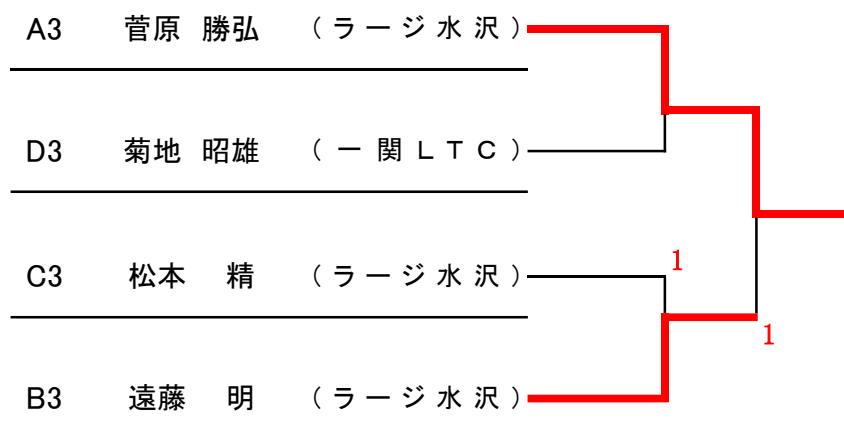 A3 菅原 勝弘 （ラージ水沢）
D3 菊地 昭雄 （一関ＬＴＣ）
C3 松本 精 （ラージ水沢）
1
1
B3 遠藤 明 （ラージ水沢）